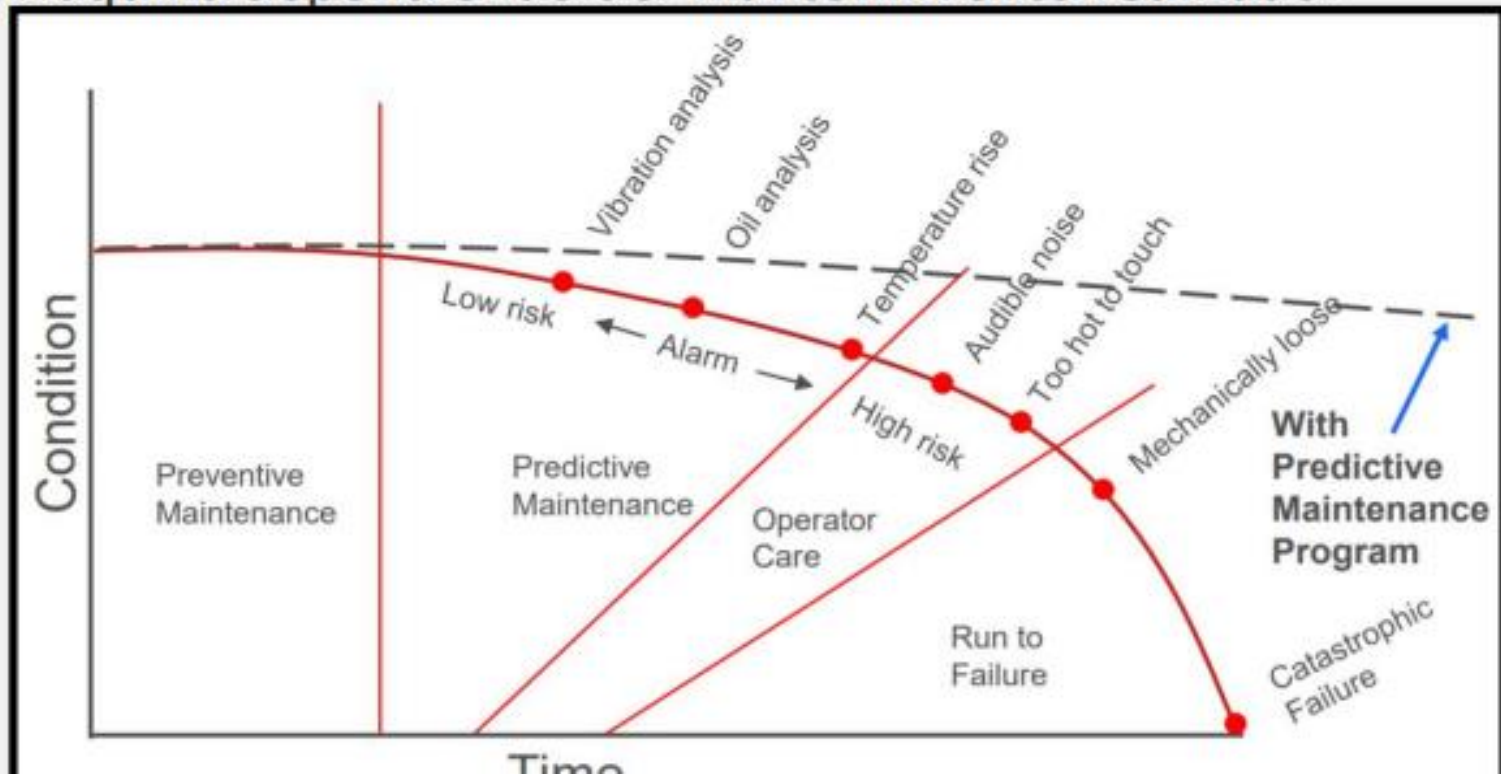 Vibration analysis
Oil analysis
Temperature rise
Audible noise
Too hot to touch
Mechanically loose
Low risk
Alarm
High risk
Condition
Preventive
Maintenance
Predictive
Maintenance
Operator
Care
Run to
Failure
With
Predictive
Maintenance
Program
Catastrophic
Failure
Time